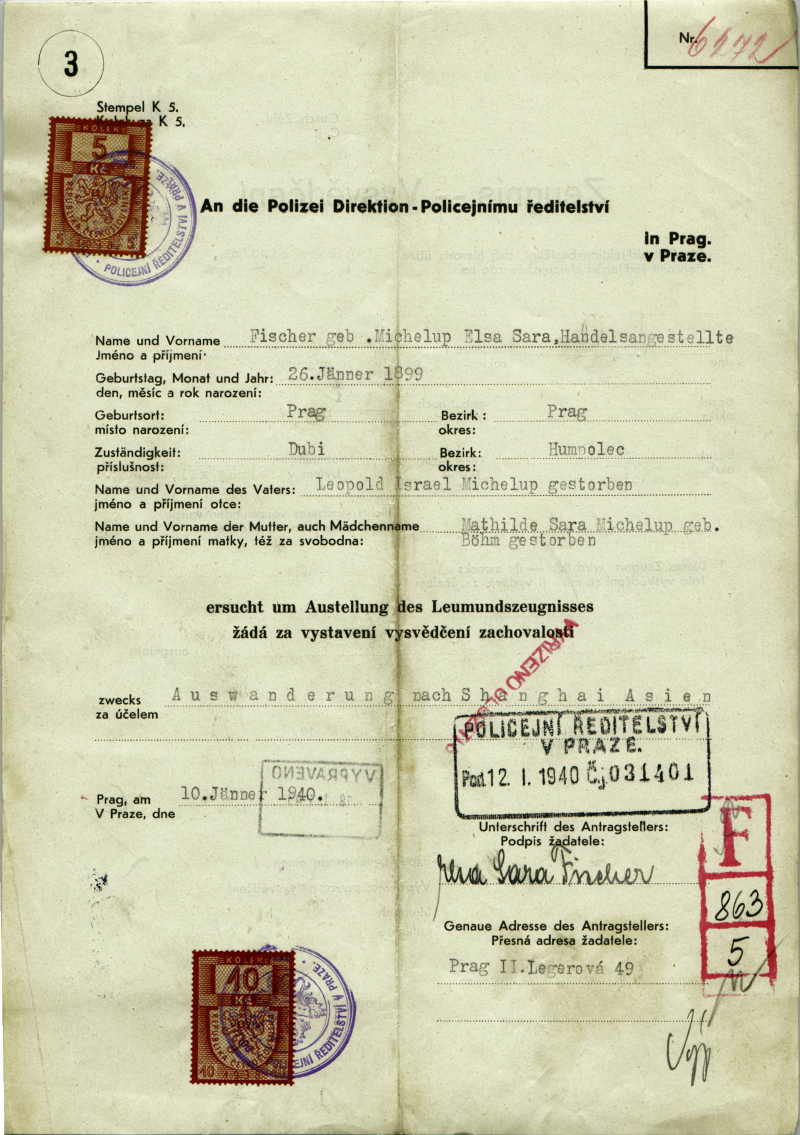 3
Nr. 6272
Stempel K 5.
K 5.
KOLEK
5
Kč
POLICEJNÍ ŘEDITELSTVÍ V PRAZE.
An die Polizei Direktion - Policejnímu ředitelství
in Prag.
v Praze.
Name und Vorname Fischer geb .Michelup Elsa Sara,Handelsangestellte
Jméno a příjmení:
Geburtstag, Monat und Jahr: 26.Jänner 1899
den, měsíc a rok narození:
Geburtsort: Prag Bezirk: Prag
místo narození: okres:
Zuständigkeit: Dubi Bezirk: Humpolec
příslušnost: okres:
Name und Vorname des Vaters: Leopold Israel Michelup gestorben
jméno a příjmení otce:
Name und Vorname der Mutter, auch Mädchenname Mathilde Sara Michelup geb.
jméno a příjmení matky, též za svobodna: Böhm gestorben
ersucht um Austellung des Leumundszeugnisses
žádá za vystavení vysvědčení zachovalosti
zwecks Auswanderung nach Shanghai Asien
za účelem
POLICEJNÍ ŘEDITELSTVÍ
V PRAZE.
Pod. 12. I. 1940 Čj. 031401
VYPRAVENO
Prag, am 10.Jänner 1940.
V Praze, dne
Unterschrift des Antragstellers:
Podpis žadatele:
Elsa Sara Fischer
F
863
5
Genaue Adresse des Antragstellers:
Přesná adresa žadatele:
Prag II.Legerová 49
KOLEK
10
Kč
POLICEJNÍ ŘEDITELSTVÍ V PRAZE.